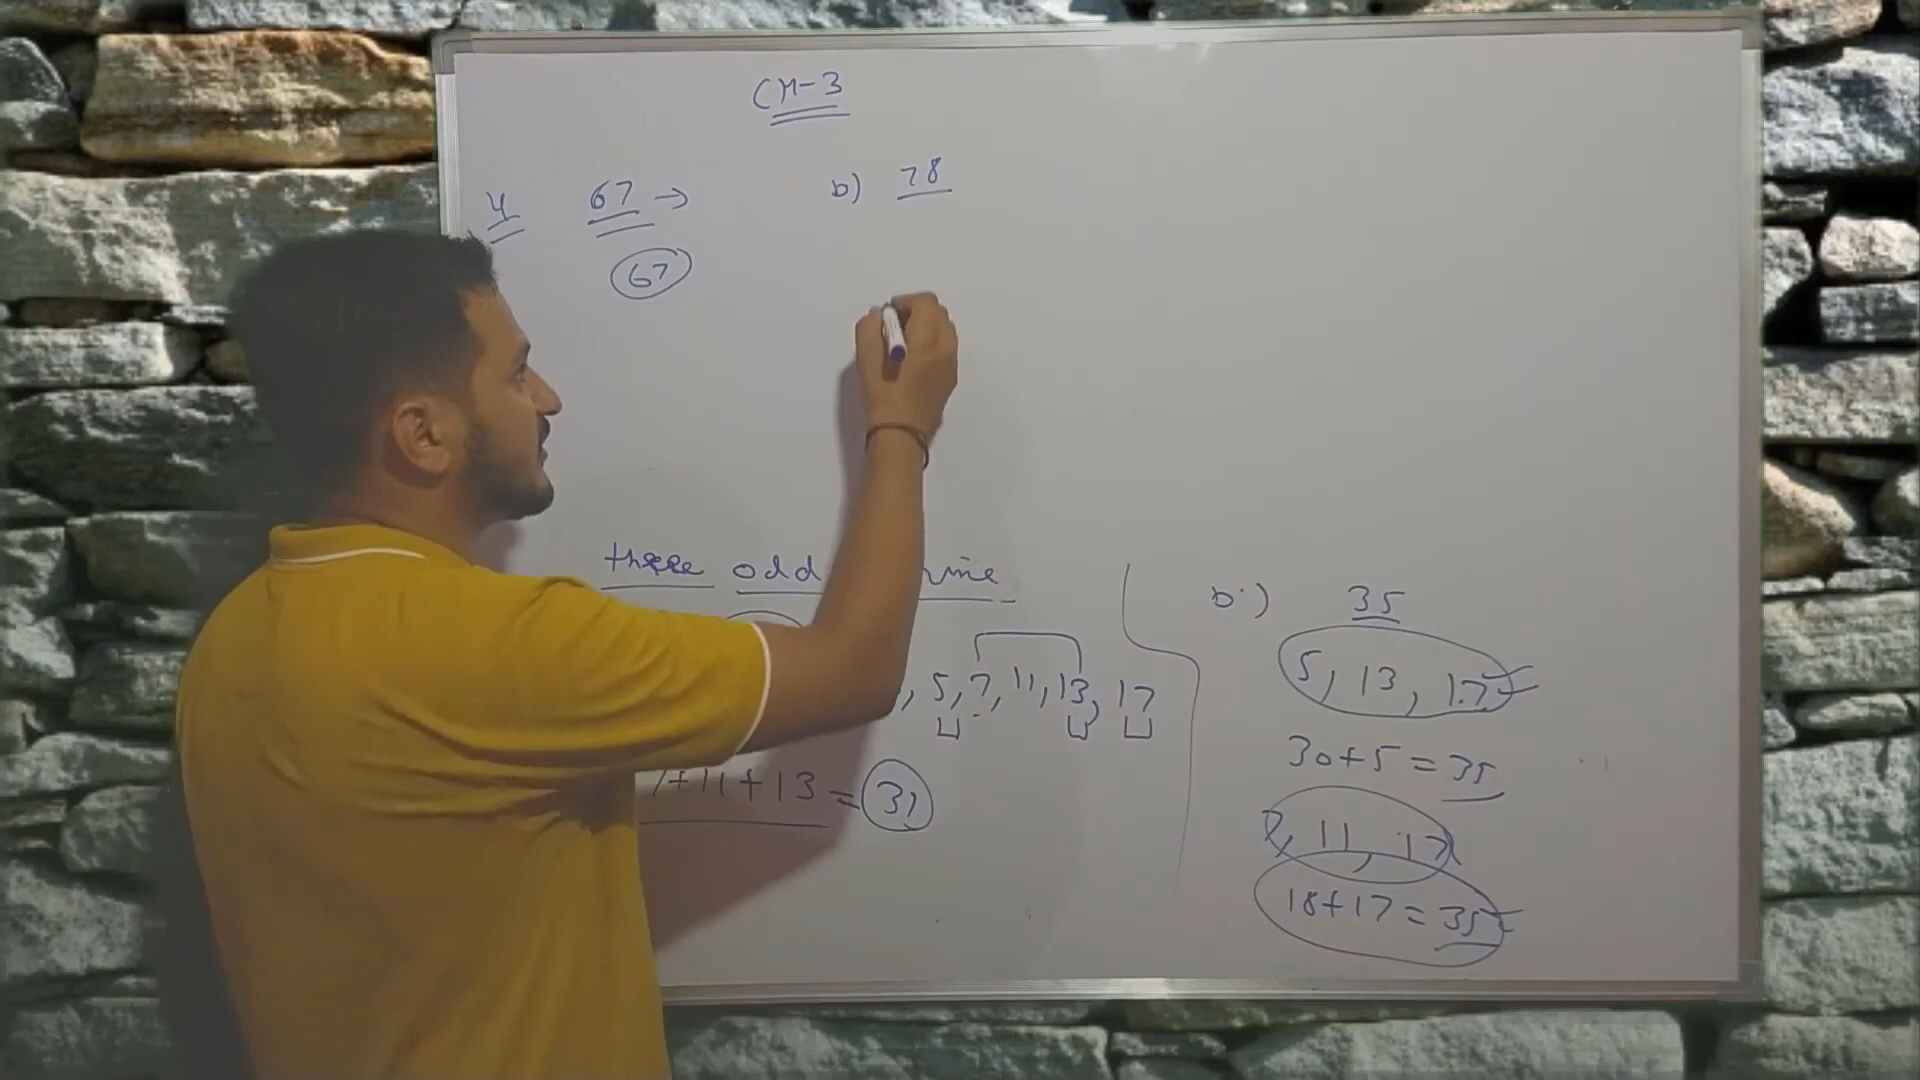 CH-3
4 67 → b) 78
67
three odd
b.) 35
, 5, 7, 11, 13, 17
5, 13, 17
30+5 = 35
+11+13 = 31
7, 11, 17
18+17 = 35